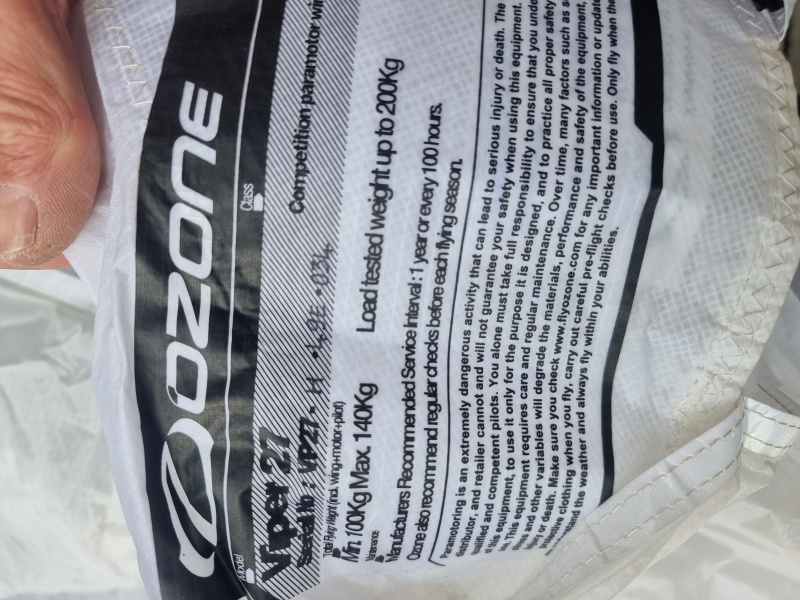 OZONE
Model
Class
Viper 27
Competition paramotor
Serial No : VP27 -
Total Flying Weight (incl. wing+motor+pilot)
Min. 100Kg Max. 140Kg
Load tested weight up to 200Kg
Maintenance
Manufacturers Recommended Service Interval : 1 year or every 100 hours.
Ozone also recommend regular checks before each flying season.
Paramotoring is an extremely dangerous activity that can lead to serious injury or death. The
distributor, and retailer cannot and will not guarantee your safety when using this equipment.
qualified and competent pilots. You alone must take full responsibility to ensure that you
this equipment, to use it only for the purpose it is designed, and to practice all proper safety
This equipment requires care and regular maintenance. Over time, many factors such as
and other variables will degrade the materials, performance and safety of the equipment,
or death. Make sure you check www.flyozone.com for any important information or
protective clothing when you fly, carry out careful pre-flight checks before use. Only fly when the
the weather and always fly within your abilities.